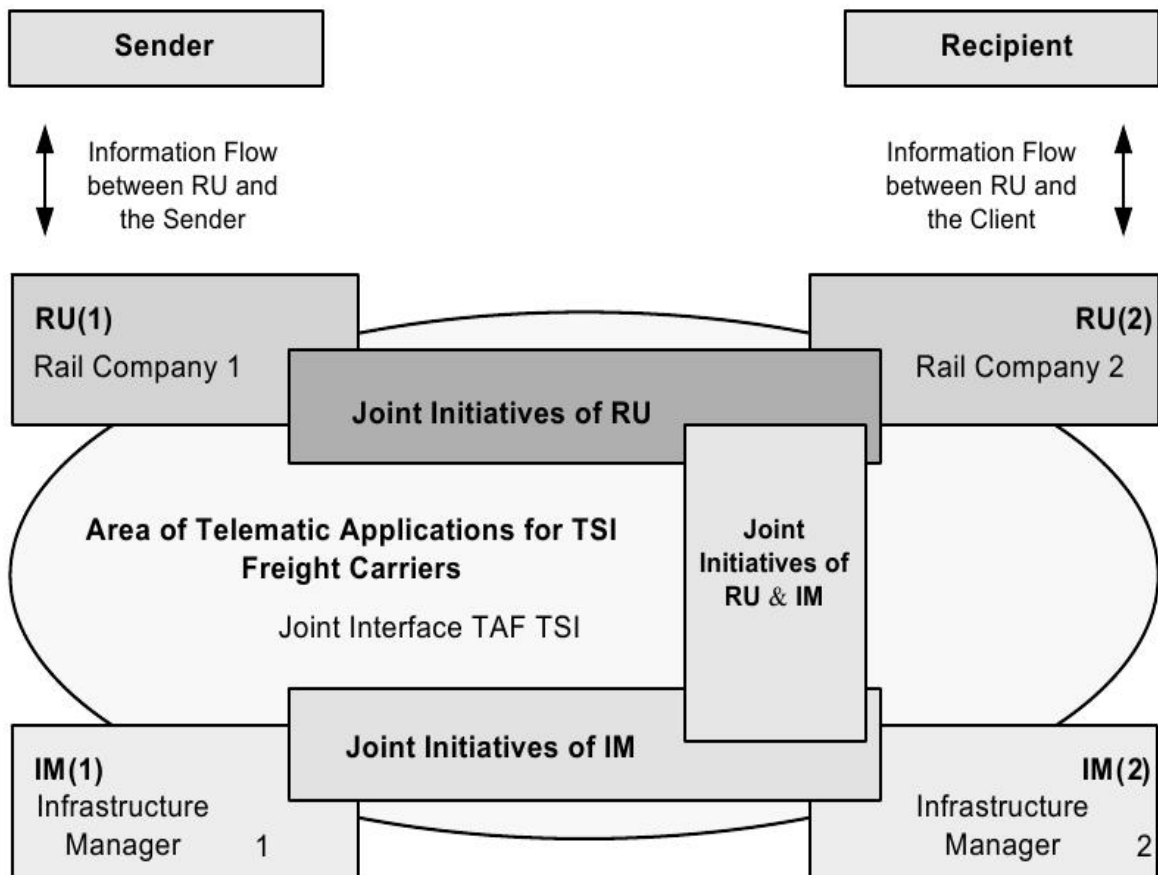 Sender
Recipient
Information Flow
between RU and
the Sender
Information Flow
between RU and
the Client
RU(1)
Rail Company 1
RU(2)
Rail Company 2
Joint Initiatives of RU
Area of Telematic Applications for TSI
Freight Carriers
Joint Interface TAF TSI
Joint
Initiatives of
RU & IM
Joint Initiatives of IM
IM(1)
Infrastructure
Manager 1
IM(2)
Infrastructure
Manager 2